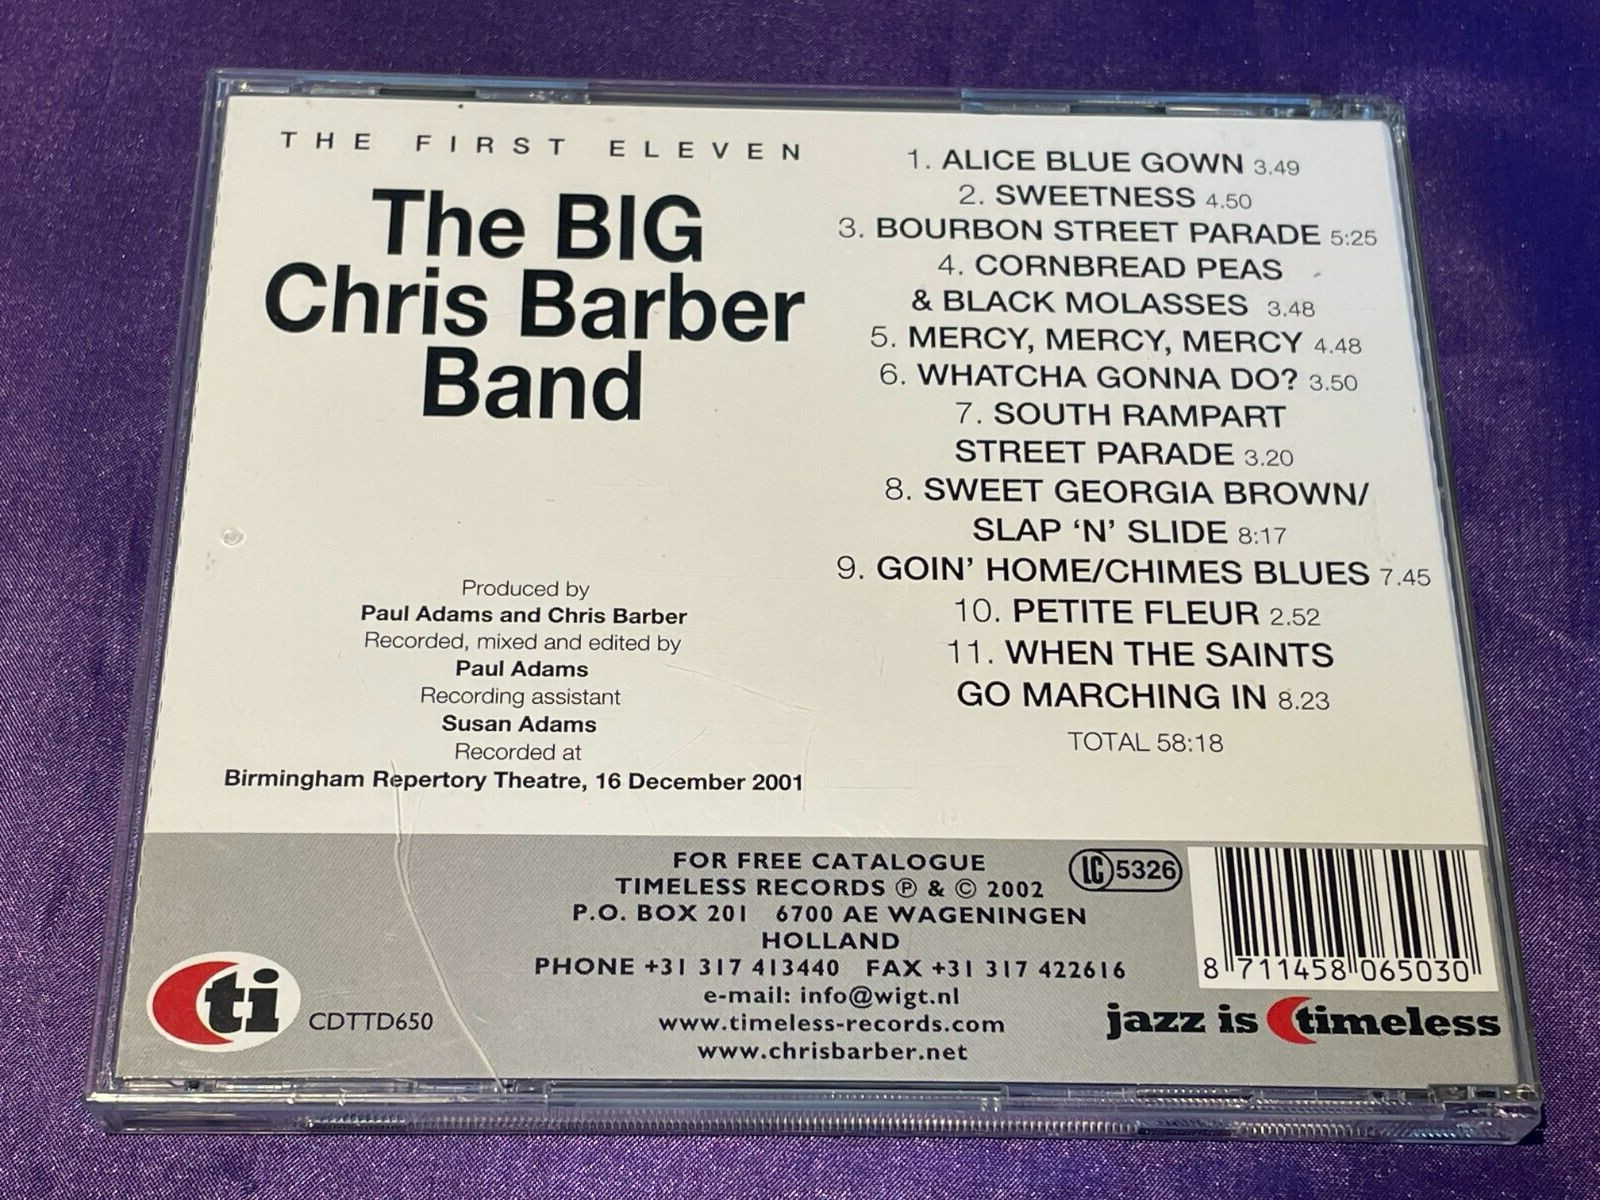 THE FIRST ELEVEN
The BIG
Chris Barber
Band
Produced by
Paul Adams and Chris Barber
Recorded, mixed and edited by
Paul Adams
Recording assistant
Susan Adams
Recorded at
Birmingham Repertory Theatre, 16 December 2001
1. ALICE BLUE GOWN 3.49
2. SWEETNESS 4.50
3. BOURBON STREET PARADE 5:25
4. CORNBREAD PEAS
& BLACK MOLASSES 3.48
5. MERCY, MERCY, MERCY 4.48
6. WHATCHA GONNA DO? 3.50
7. SOUTH RAMPART
STREET PARADE 3.20
8. SWEET GEORGIA BROWN/
SLAP ‘N’ SLIDE 8:17
9. GOIN’ HOME/CHIMES BLUES 7.45
10. PETITE FLEUR 2.52
11. WHEN THE SAINTS
GO MARCHING IN 8.23
TOTAL 58:18
ti
CDTTD650
FOR FREE CATALOGUE
TIMELESS RECORDS ℗ & © 2002
P.O. BOX 201 6700 AE WAGENINGEN
HOLLAND
PHONE +31 317 413440 FAX +31 317 422616
e-mail: info@wigt.nl
www.timeless-records.com
www.chrisbarber.net
LC 5326
8 711458 065030
jazz is timeless